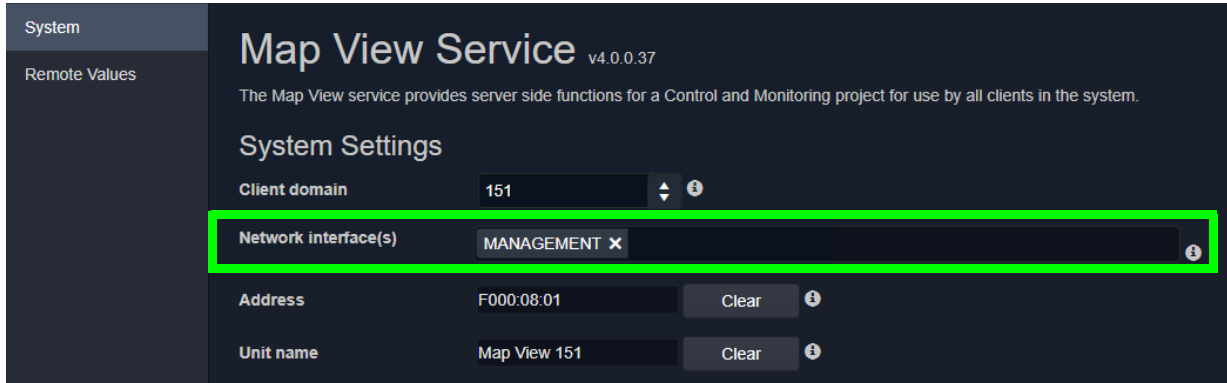 System
Remote Values
Map View Service v4.0.0.37
The Map View service provides server side functions for a Control and Monitoring project for use by all clients in the system.
System Settings
Client domain 151
Network interface(s) MANAGEMENT ×
Address F000:08:01 Clear
Unit name Map View 151 Clear